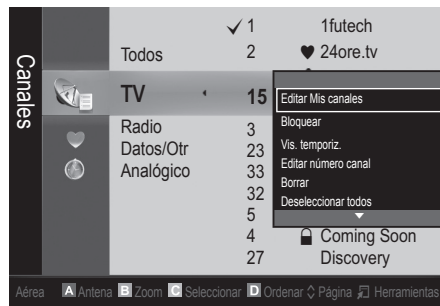 Canales
✓ 1 1futech
Todos 2 ♥ 24ore.tv
TV 15
Radio 3
Datos/Otr 23
Analógico 33
32
5
4 Coming Soon
27 Discovery
Editar Mis canales
Bloquear
Vis. temporiz.
Editar número canal
Borrar
Deseleccionar todos
Aérea A Antena B Zoom C Seleccionar D Ordenar Página Herramientas